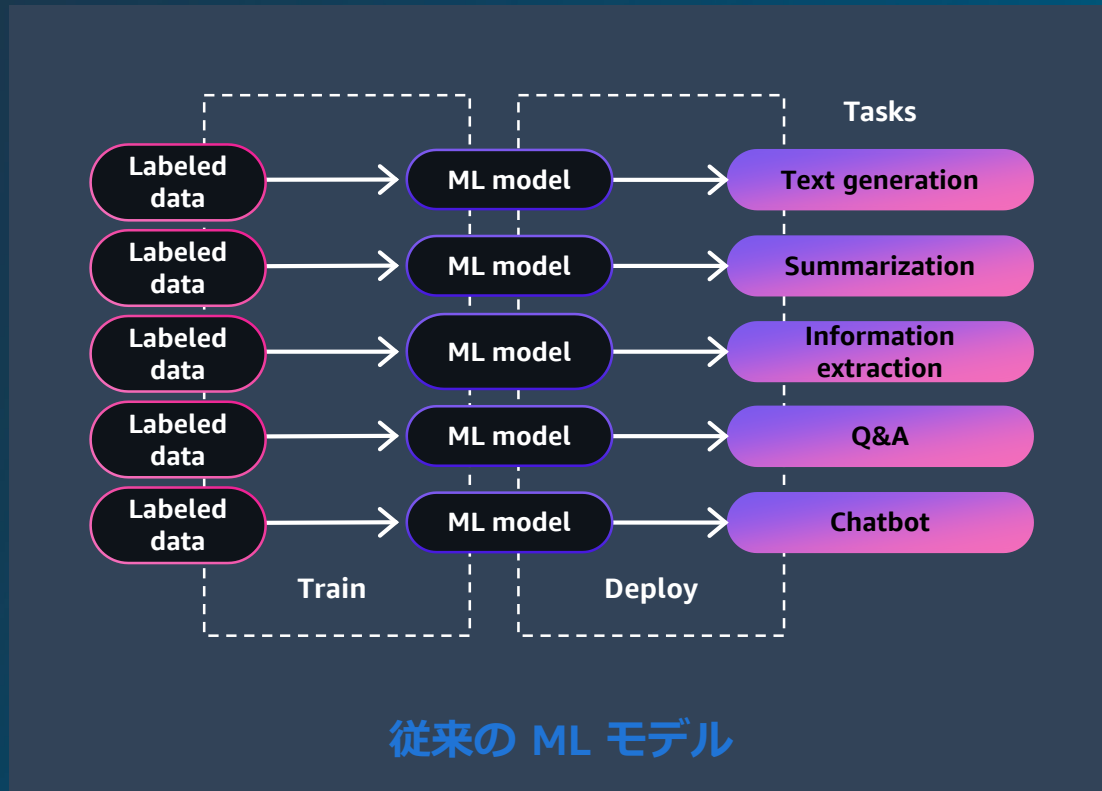 Tasks
Labeled
data
ML model
Text generation
Labeled
data
ML model
Summarization
Labeled
data
ML model
Information
extraction
Labeled
data
ML model
Q&A
Labeled
data
ML model
Chatbot
Train
Deploy
従来の ML モデル